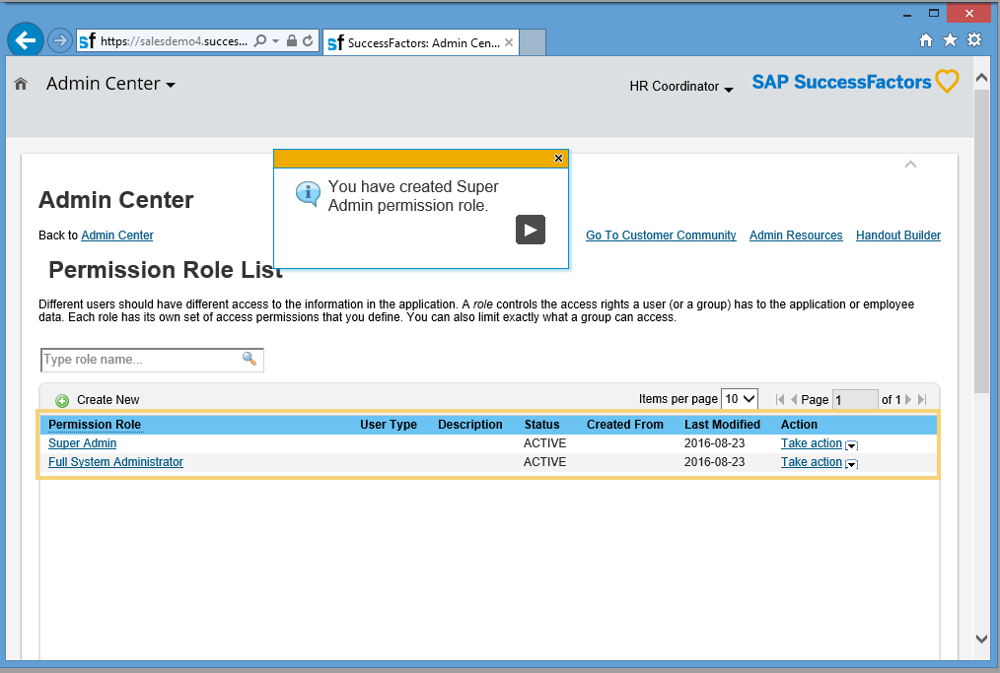 sf https://salesdemo4.succes...
sf SuccessFactors: Admin Cen...
Admin Center
HR Coordinator
SAP SuccessFactors
You have created Super
Admin permission role.
Admin Center
Back to Admin Center
Go To Customer Community Admin Resources Handout Builder
Permission Role List
Different users should have different access to the information in the application. A role controls the access rights a user (or a group) has to the application or employee
data. Each role has its own set of access permissions that you define. You can also limit exactly what a group can access.
Type role name...
Create New
Items per page 10 Page 1 of 1
Permission Role User Type Description Status Created From Last Modified Action
Super Admin ACTIVE 2016-08-23 Take action
Full System Administrator ACTIVE 2016-08-23 Take action